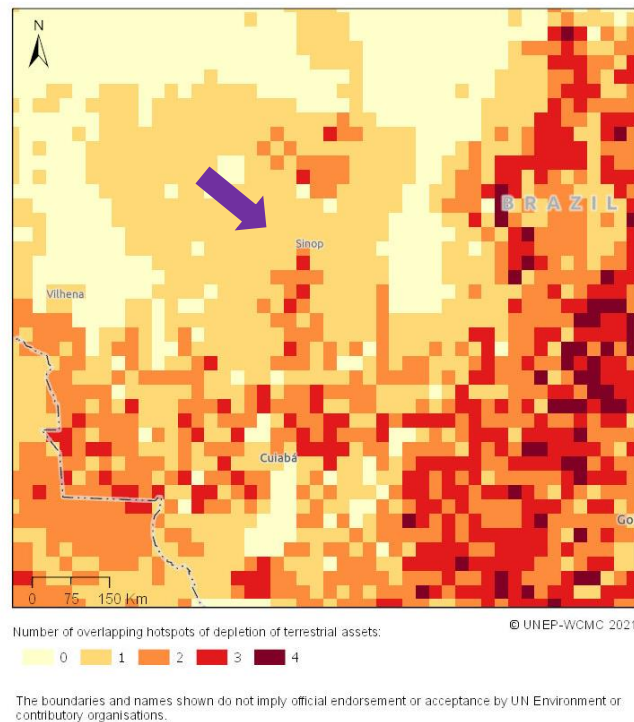 N
BRAZIL
Sinop
Vilhena
Cuiabá
Go
0 75 150 Km
© UNEP-WCMC 2021
Number of overlapping hotspots of depletion of terrestrial assets:
0 1 2 3 4
The boundaries and names shown do not imply official endorsement or acceptance by UN Environment or
contributory organisations.